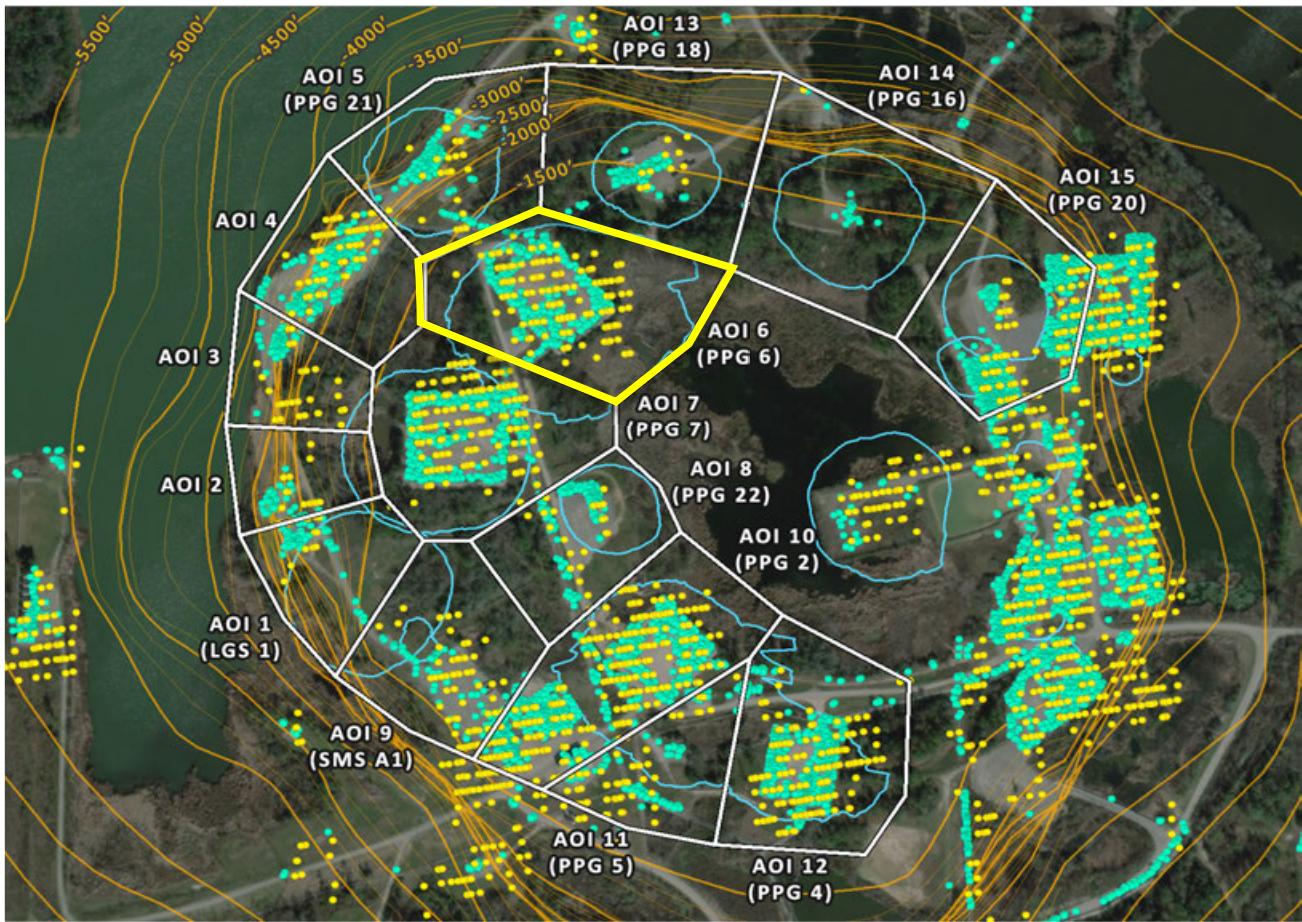 -5500'
-5000'
-4500'
-4000'
-3500'
-3000'
-2500'
-2000'
-1500'
AOI 13
(PPG 18)
AOI 5
(PPG 21)
AOI 14
(PPG 16)
AOI 15
(PPG 20)
AOI 4
AOI 3
AOI 6
(PPG 6)
AOI 7
(PPG 7)
AOI 2
AOI 8
(PPG 22)
AOI 10
(PPG 2)
AOI 1
(LGS 1)
AOI 9
(SMS A1)
AOI 11
(PPG 5)
AOI 12
(PPG 4)